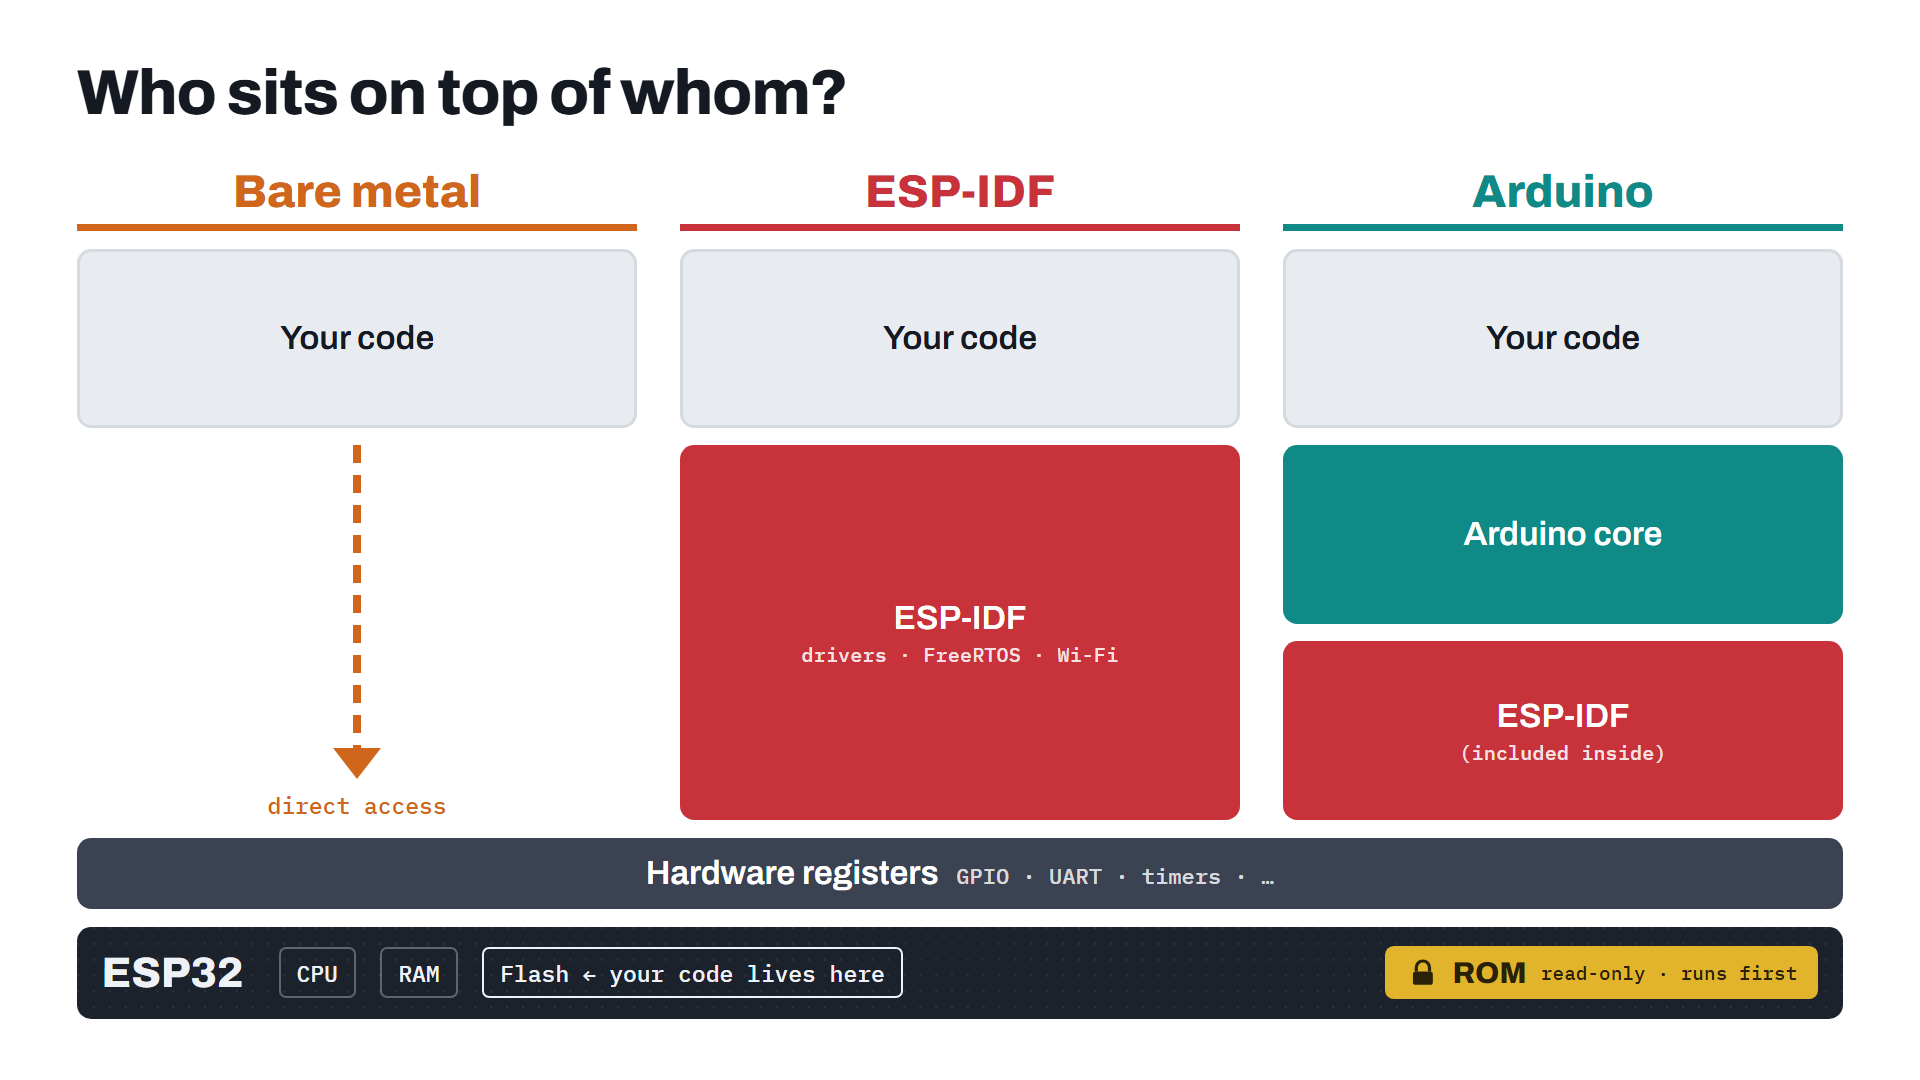 Who sits on top of whom?
Bare metal
ESP-IDF
Arduino
Your code
Your code
Your code
direct access
ESP-IDF
drivers · FreeRTOS · Wi-Fi
Arduino core
ESP-IDF
(included inside)
Hardware registers GPIO · UART · timers · …
ESP32 CPU RAM Flash ← your code lives here ROM read-only · runs first